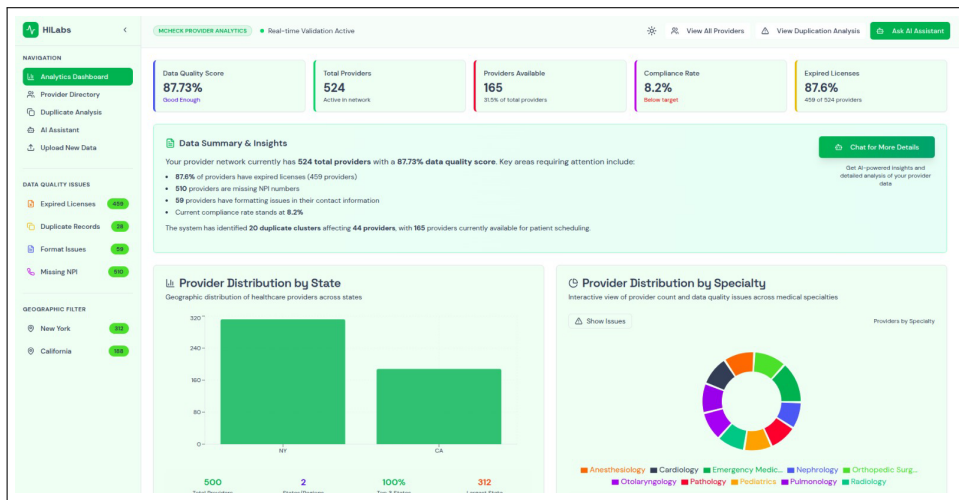 HiLabs
MCHECK PROVIDER ANALYTICS
Real-time Validation Active
View All Providers
View Duplication Analysis
Ask AI Assistant
NAVIGATION
Analytics Dashboard
Provider Directory
Duplicate Analysis
AI Assistant
Upload New Data
DATA QUALITY ISSUES
Expired Licenses 459
Duplicate Records 28
Format Issues 59
Missing NPI 510
GEOGRAPHIC FILTER
New York 312
California 188
Data Quality Score
87.73%
Good Enough
Total Providers
524
Active in network
Providers Available
165
31.5% of total providers
Compliance Rate
8.2%
Below target
Expired Licenses
87.6%
459 of 524 providers
Data Summary & Insights
Your provider network currently has 524 total providers with a 87.73% data quality score. Key areas requiring attention include:
• 87.6% of providers have expired licenses (459 providers)
• 510 providers are missing NPI numbers
• 59 providers have formatting issues in their contact information
• Current compliance rate stands at 8.2%
The system has identified 20 duplicate clusters affecting 44 providers, with 165 providers currently available for patient scheduling.
Chat for More Details
Get AI-powered insights and
detailed analysis of your provider
data
Provider Distribution by State
Geographic distribution of healthcare providers across states
320
240
160
80
0
NY
CA
500
2
100%
312
Provider Distribution by Specialty
Interactive view of provider count and data quality issues across medical specialties
Show Issues
Providers by Specialty
Anesthesiology Cardiology Emergency Medic... Nephrology Orthopedic Surg...
Otolaryngology Pathology Pediatrics Pulmonology Radiology